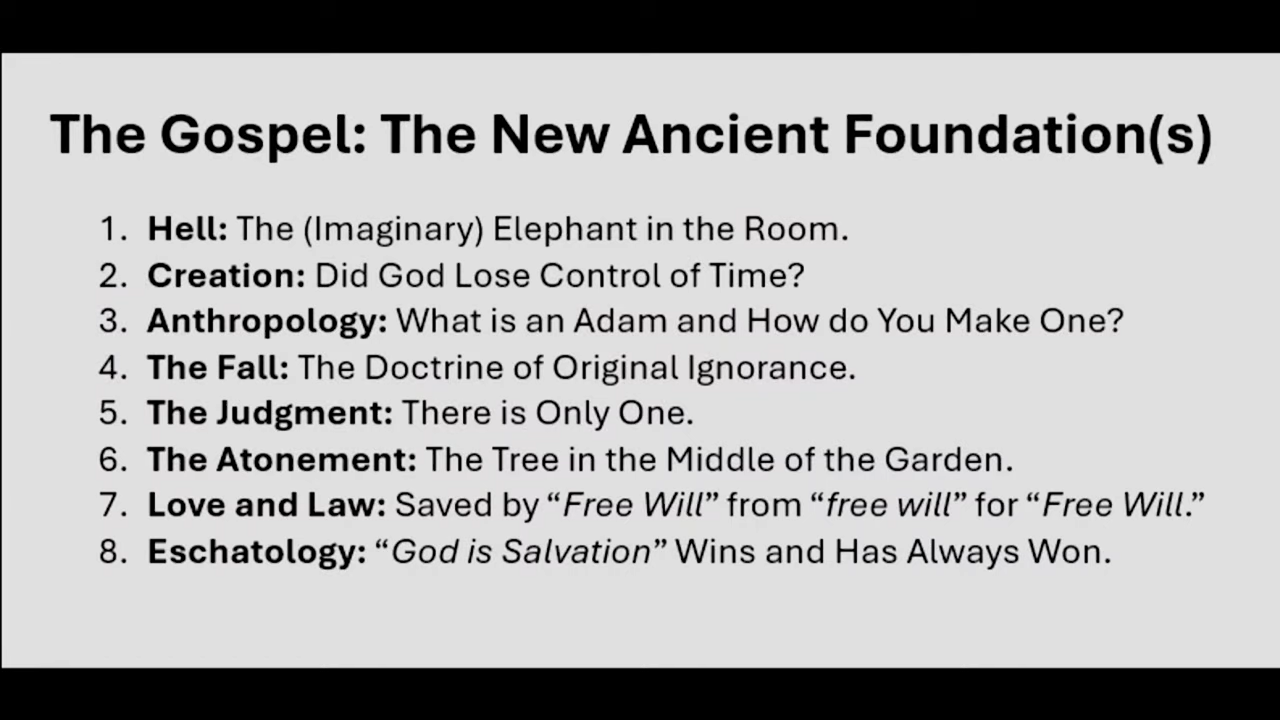 The Gospel: The New Ancient Foundation(s)
1. Hell: The (Imaginary) Elephant in the Room.
2. Creation: Did God Lose Control of Time?
3. Anthropology: What is an Adam and How do You Make One?
4. The Fall: The Doctrine of Original Ignorance.
5. The Judgment: There is Only One.
6. The Atonement: The Tree in the Middle of the Garden.
7. Love and Law: Saved by “Free Will” from “free will” for “Free Will.”
8. Eschatology: “God is Salvation” Wins and Has Always Won.